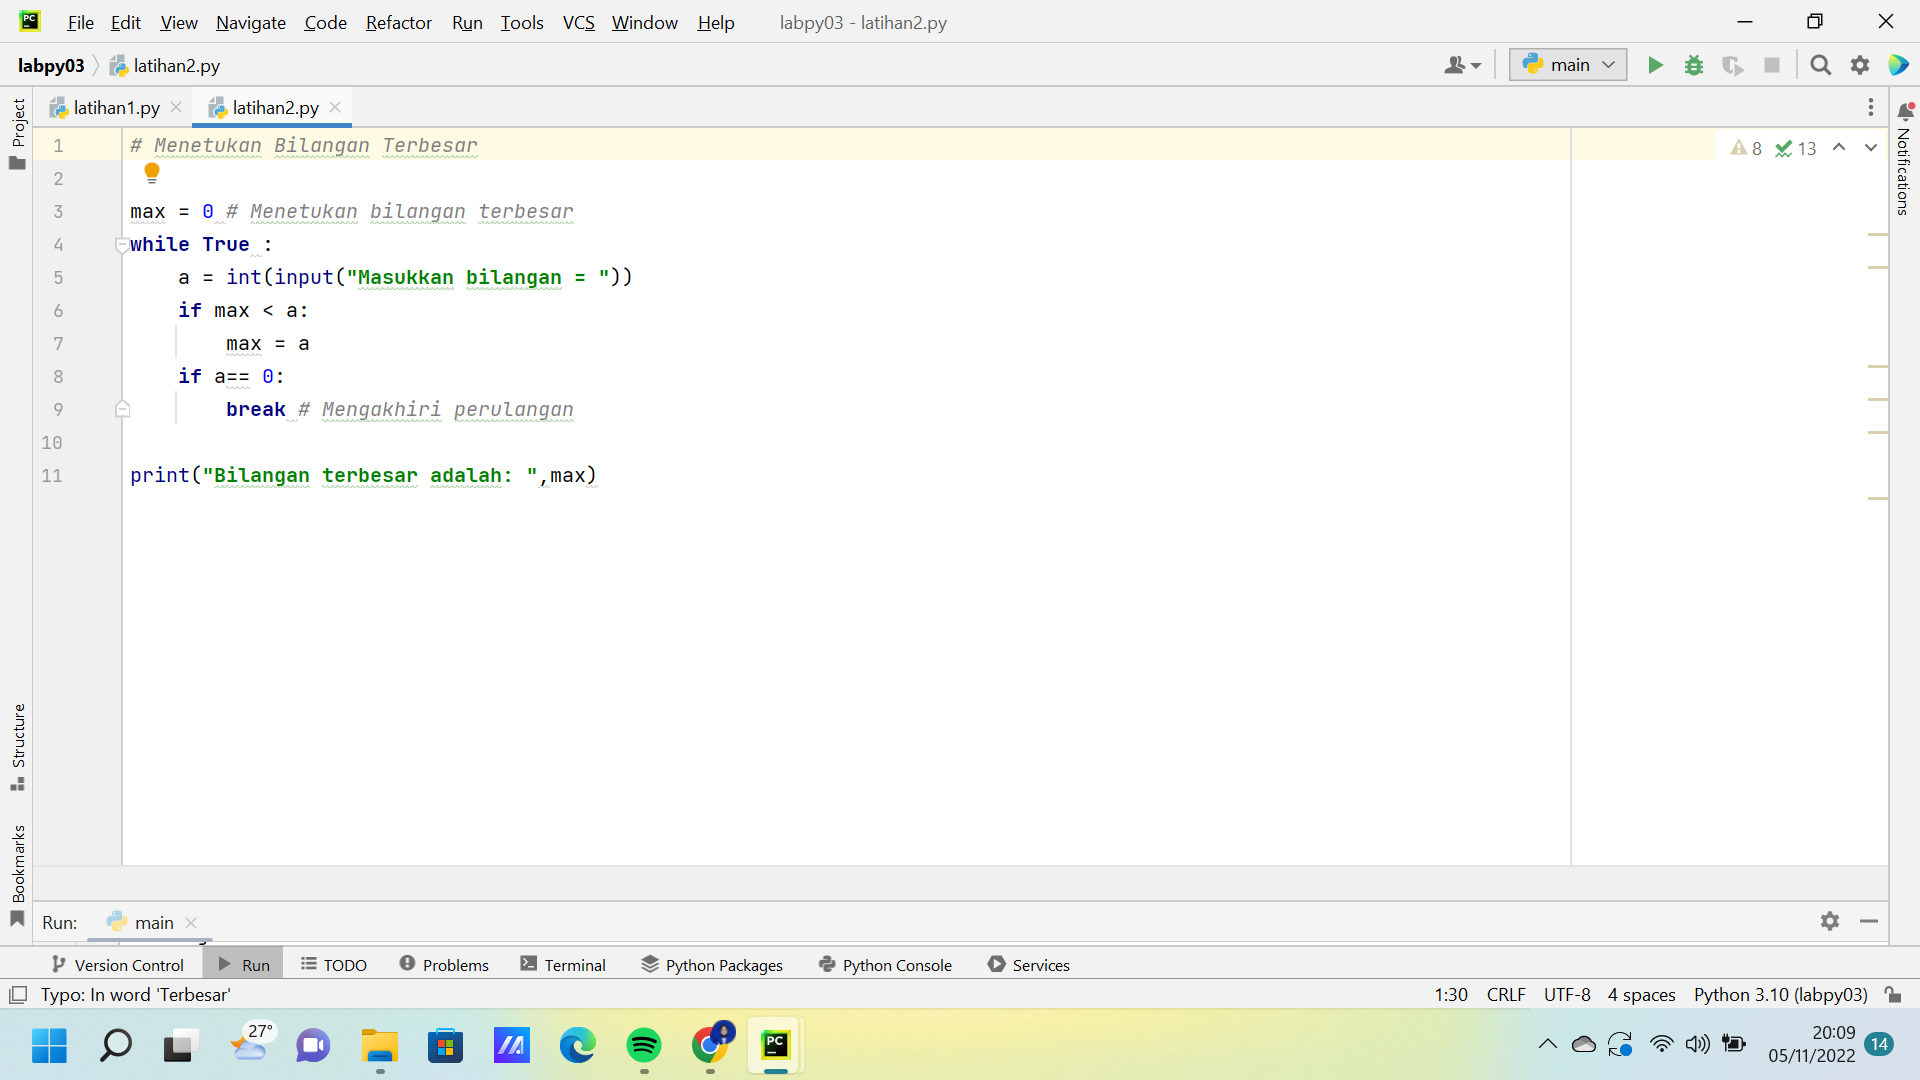 File Edit View Navigate Code Refactor Run Tools VCS Window Help labpy03 - latihan2.py
labpy03 latihan2.py main
Project
latihan1.py latihan2.py
Notifications
1 # Menetukan Bilangan Terbesar
8 13
2
3 max = 0 # Menetukan bilangan terbesar
4 while True :
5 a = int(input("Masukkan bilangan = "))
6 if max < a:
7 max = a
8 if a== 0:
9 break # Mengakhiri perulangan
10
11 print("Bilangan terbesar adalah: ",max)
Structure
Bookmarks
Run: main
Version Control Run TODO Problems Terminal Python Packages Python Console Services
Typo: In word 'Terbesar' 1:30 CRLF UTF-8 4 spaces Python 3.10 (labpy03)
27°
PC
20:09
05/11/2022
14